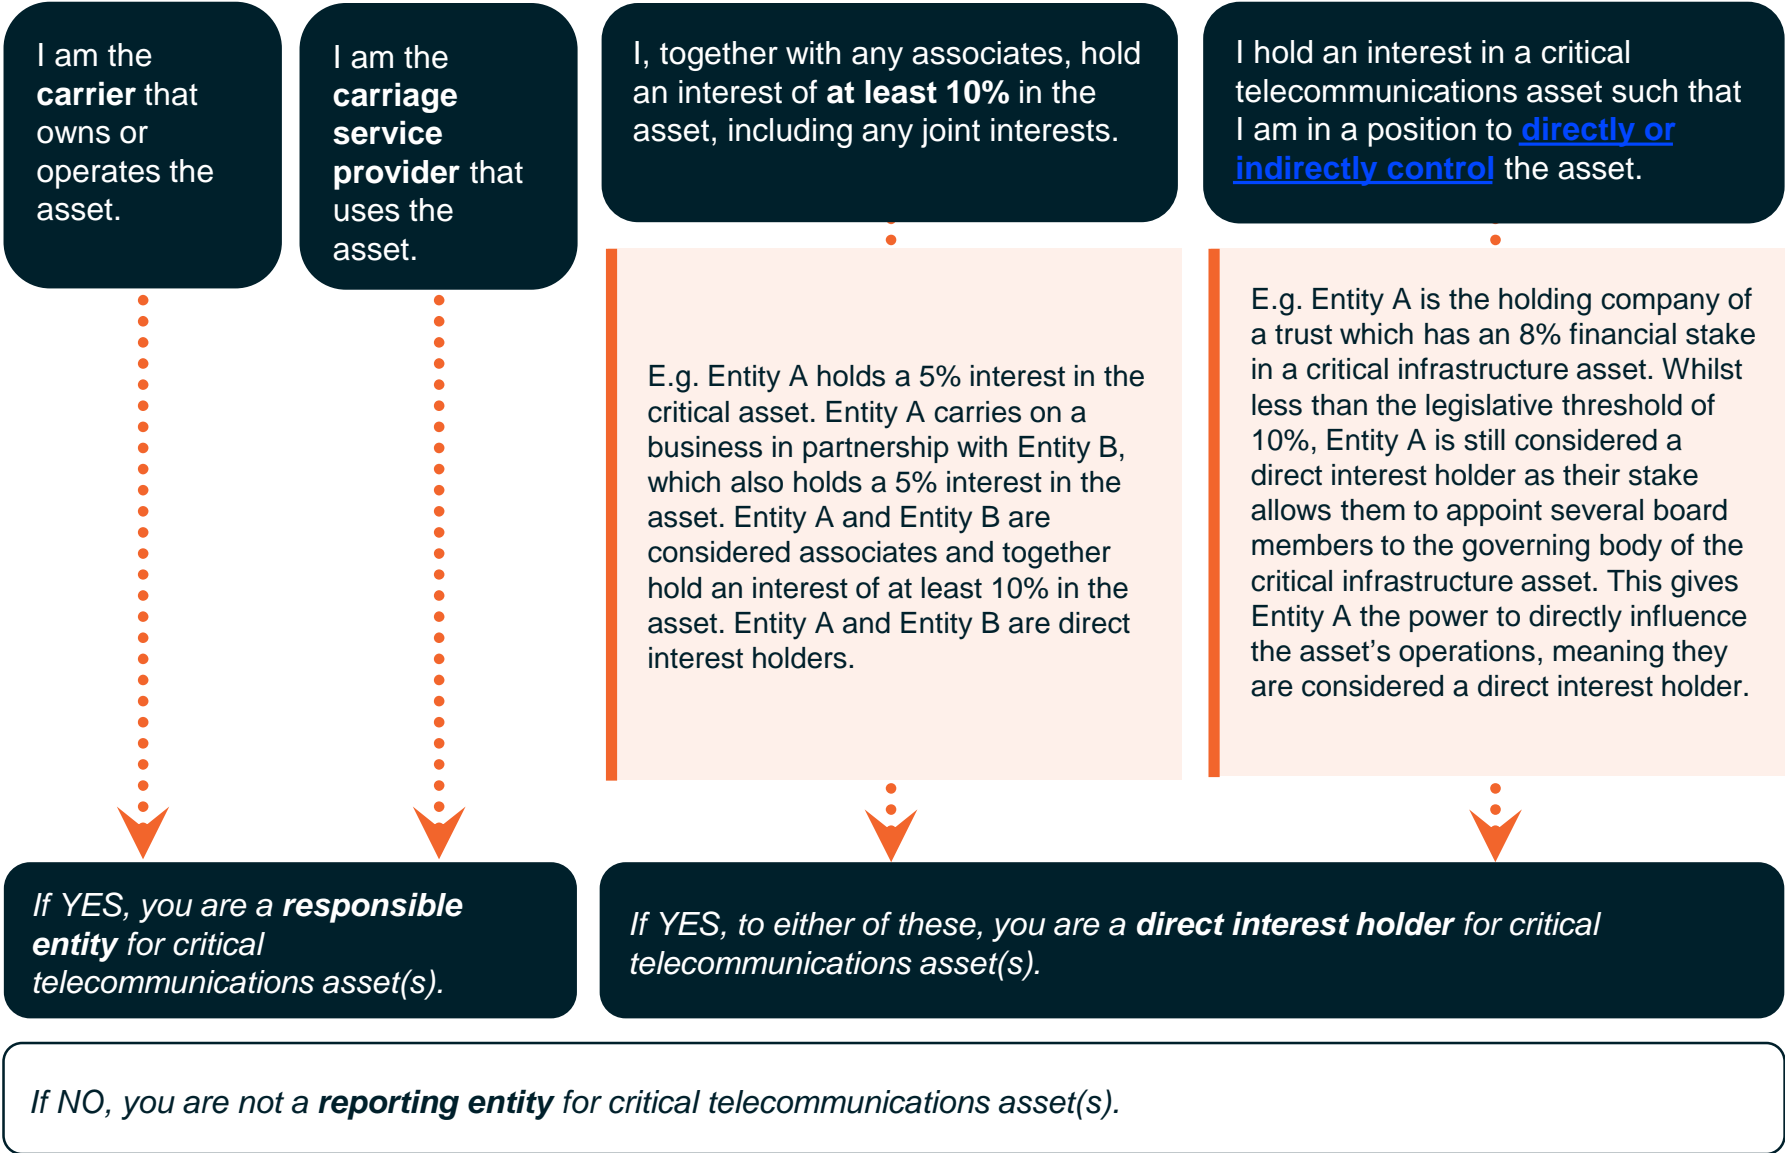 I am the
carrier that
owns or
operates the
asset.
I am the
carriage
service
provider that
uses the
asset.
I, together with any associates, hold
an interest of at least 10% in the
asset, including any joint interests.
I hold an interest in a critical
telecommunications asset such that
I am in a position to directly or
indirectly control the asset.
E.g. Entity A holds a 5% interest in the
critical asset. Entity A carries on a
business in partnership with Entity B,
which also holds a 5% interest in the
asset. Entity A and Entity B are
considered associates and together
hold an interest of at least 10% in the
asset. Entity A and Entity B are direct
interest holders.
E.g. Entity A is the holding company of
a trust which has an 8% financial stake
in a critical infrastructure asset. Whilst
less than the legislative threshold of
10%, Entity A is still considered a
direct interest holder as their stake
allows them to appoint several board
members to the governing body of the
critical infrastructure asset. This gives
Entity A the power to directly influence
the asset’s operations, meaning they
are considered a direct interest holder.
If YES, you are a responsible
entity for critical
telecommunications asset(s).
If YES, to either of these, you are a direct interest holder for critical
telecommunications asset(s).
If NO, you are not a reporting entity for critical telecommunications asset(s).